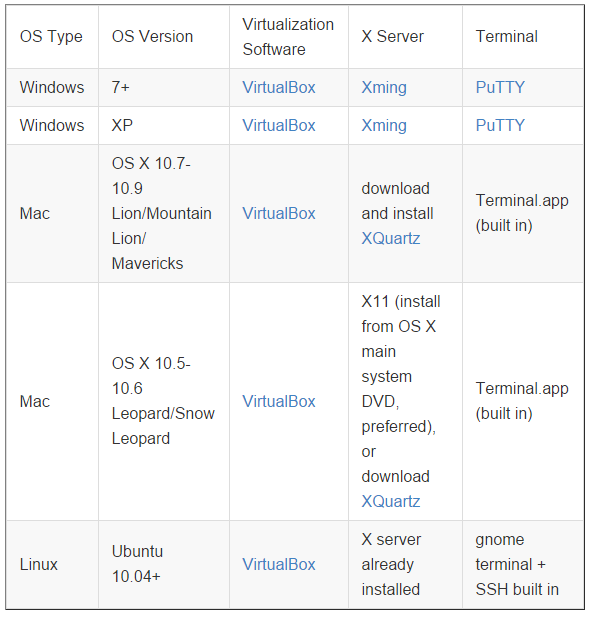 OS Type OS Version Virtualization Software X Server Terminal
Windows 7+ VirtualBox Xming PuTTY
Windows XP VirtualBox Xming PuTTY
Mac
OS X 10.7-
10.9
Lion/Mountain
Lion/
Mavericks
VirtualBox
download
and install
XQuartz
Terminal.app
(built in)
Mac
OS X 10.5-
10.6
Leopard/Snow
Leopard
VirtualBox
X11 (install
from OS X
main
system
DVD,
preferred),
or
download
XQuartz
Terminal.app
(built in)
Linux
Ubuntu
10.04+
VirtualBox
X server
already
installed
gnome
terminal +
SSH built in